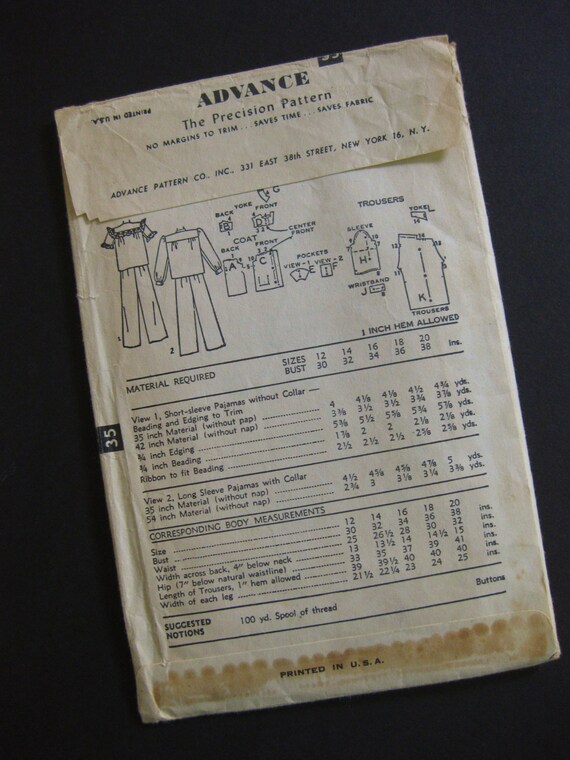 35
PRINTED IN U.S.A.
ADVANCE
The Precision Pattern
NO MARGINS TO TRIM . . . SAVES TIME . . . SAVES FABRIC
ADVANCE PATTERN CO., INC., 331 EAST 38th STREET, NEW YORK 16, N. Y.
YOKE
G
BACK FRONT
CENTER FRONT
COAT
BACK FRONT
A C
POCKETS
VIEW-1 VIEW-2
E F
TROUSERS
YOKE L
SLEEVE
H
WRISTBAND
J
K
TROUSERS
1
2
1 INCH HEM ALLOWED
MATERIAL REQUIRED
SIZES 12 14 16 18 20
BUST 30 32 34 36 38 ins.
View 1, Short-sleeve Pajamas without Collar —
Beading and Edging to Trim
35 inch Material (without nap) 4 4⅛ 4⅛ 4½ 4¾ yds.
42 inch Material (without nap) 3⅜ 3½ 3½ 3¾ 3⅞ yds.
¾ inch Edging 5⅜ 5½ 5⅝ 5¾ 5⅞ yds.
¾ inch Beading 1⅞ 2 2 2⅛ 2⅛ yds.
Ribbon to fit Beading 2½ 2½ 2½ 2⅝ 2⅝ yds.
View 2, Long Sleeve Pajamas with Collar
35 inch Material (without nap) 4½ 4⅝ 4⅝ 4⅞ 5 yds.
54 inch Material (without nap) 2¾ 3 3⅛ 3¼ 3⅜ yds.
35
CORRESPONDING BODY MEASUREMENTS
Size 12 14 16 18 20
Bust 30 32 34 36 38 ins.
Waist 25 26½ 28 30 32 ins.
Width across back, 4" below neck 13 13½ 14 14½ 15 ins.
Hip (7" below natural waistline) 33 35 37 39 41 ins.
Length of Trousers, 1" hem allowed 39 39½ 40 40 40 ins.
Width of each leg 21½ 22¼ 23 24 25 ins.
SUGGESTED NOTIONS 100 yd. Spool of thread Buttons
PRINTED IN U. S. A.